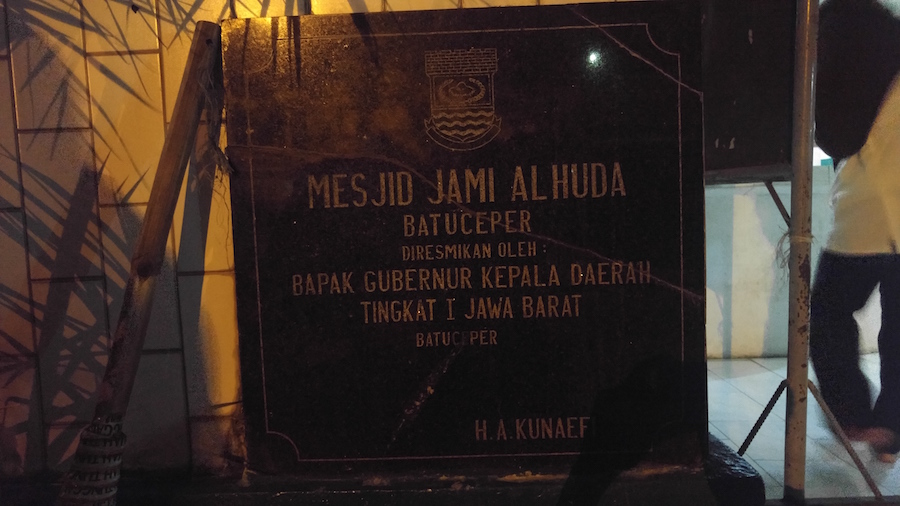 MESJID JAMI ALHUDA
BATUCEPER
DIRESMIKAN OLEH :
BAPAK GUBERNUR KEPALA DAERAH
TINGKAT I JAWA BARAT
BATUCEPER
H.A.KUNAEF